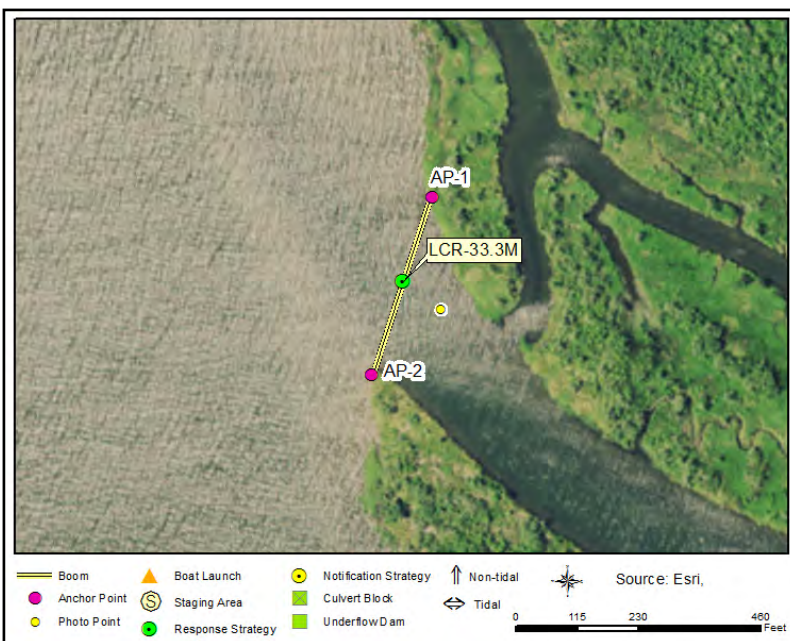 AP-1
LCR-33.3M
AP-2
Boom
Boat Launch
Notification Strategy
Non-tidal
Source: Esri,
Anchor Point
S
Staging Area
Culvert Block
Tidal
Photo Point
Response Strategy
Underflow Dam
0 115 230 460
Feet